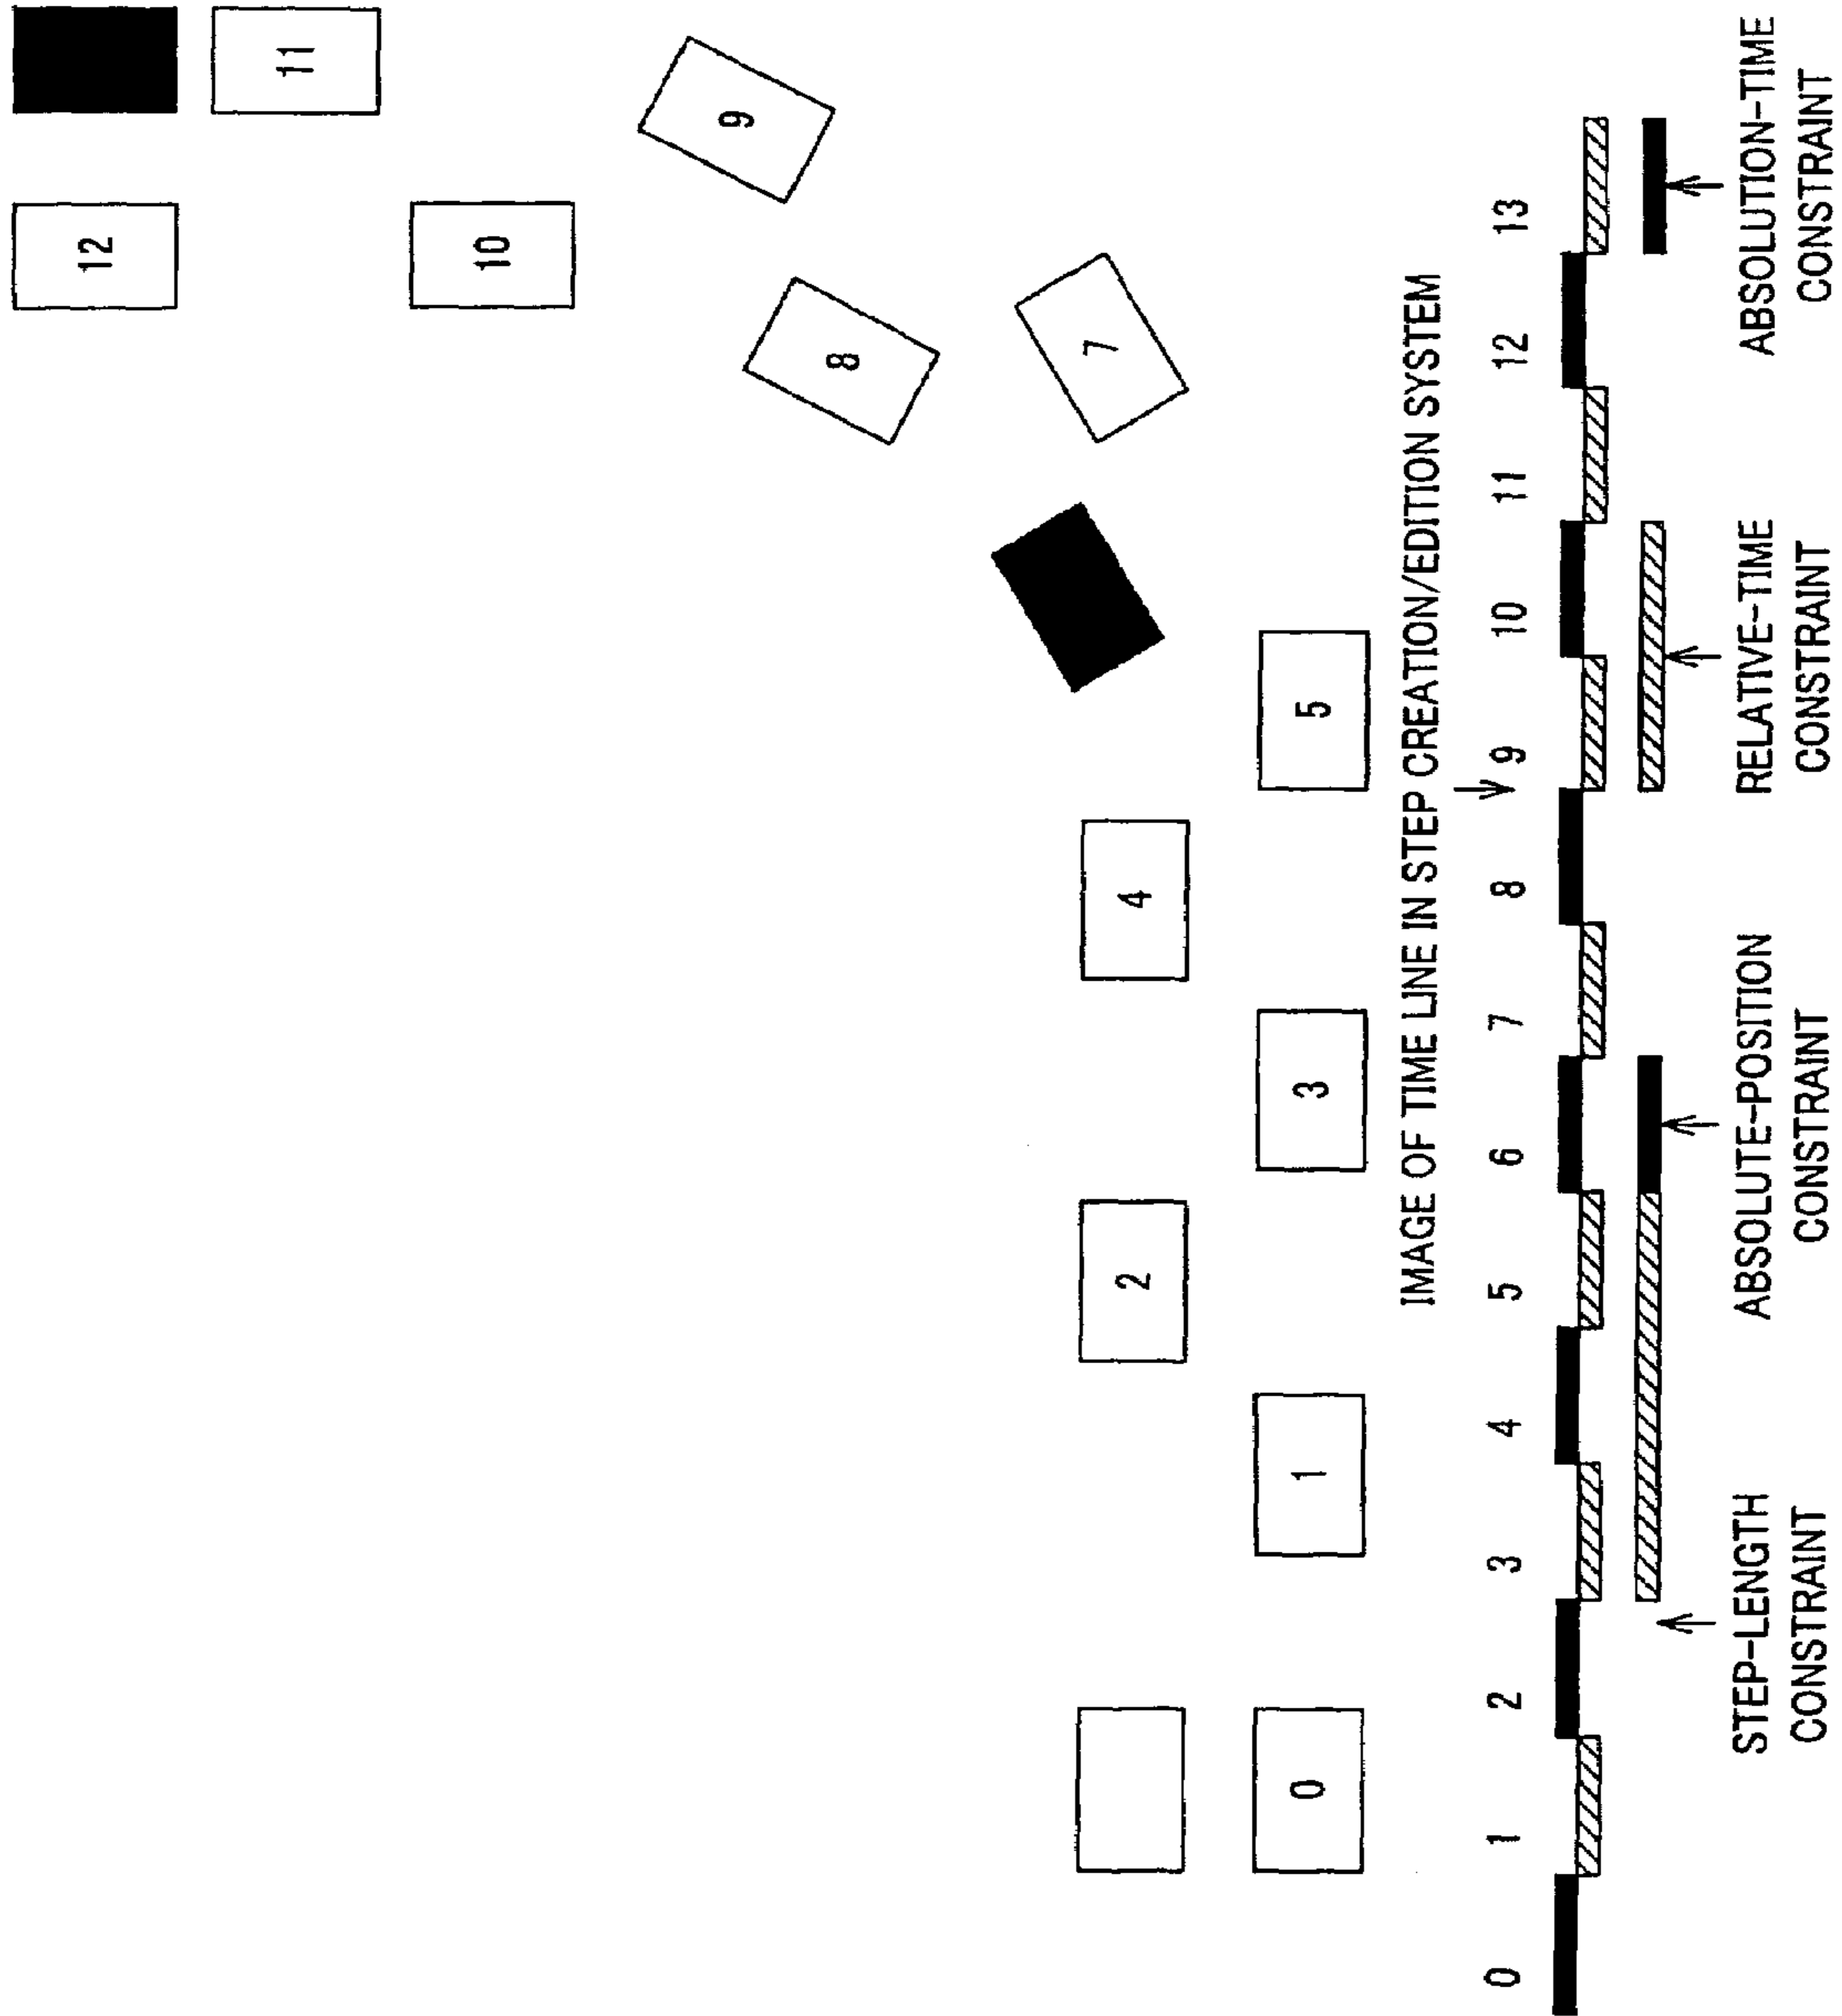 12
11
10
9
8
7
2 4
0 1 3 5
IMAGE OF TIME LINE IN STEP CREATION/EDITION SYSTEM
0 1 2 3 4 5 6 7 8 9 10 11 12 13
STEP-LENGTH
CONSTRAINT
ABSOLUTE-POSITION
CONSTRAINT
RELATIVE-TIME
CONSTRAINT
ABSOLUTION-TIME
CONSTRAINT